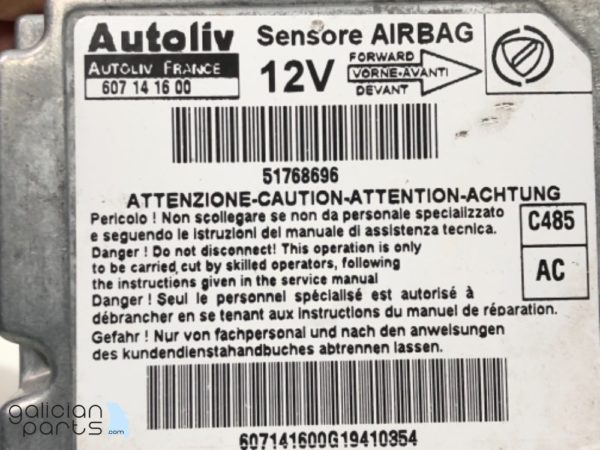 Autoliv
Sensore AIRBAG
AUTOLIV FRANCE
607 14 16 00
12V
FORWARD
VORNE-AVANTI
DEVANT
51768696
ATTENZIONE-CAUTION-ATTENTION-ACHTUNG
Pericolo ! Non scollegare se non da personale specializzato
e seguendo le istruzioni del manuale di assistenza tecnica.
Danger ! Do not disconnect! This operation is only
to be carried, cut by skilled operators, following
the instructions given in the service manual
Danger ! Seul le personnel spécialisé est autorisé à
débrancher en se tenant aux instructions du manuel de réparation.
Gefahr ! Nur von fachpersonal und nach den anwelsungen
des kundendienstahandbuches abtrennen lassen.
C485
AC
607141600G19410354
galician
parts.com